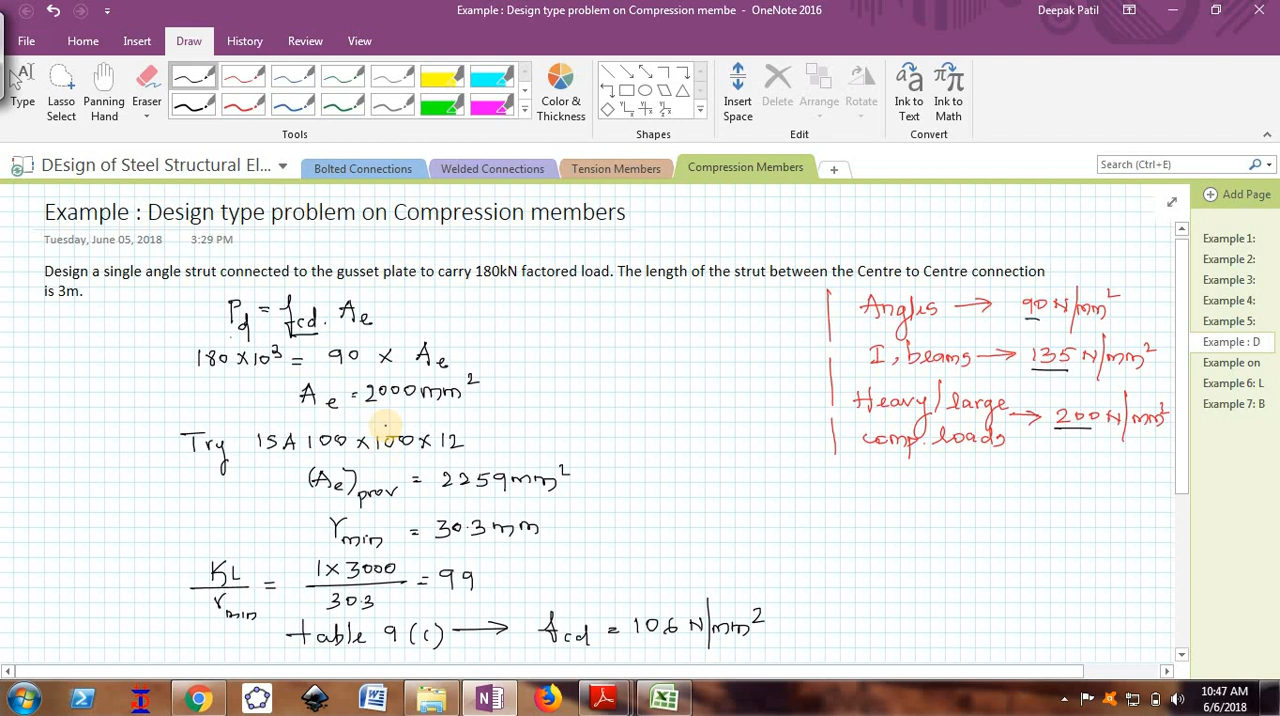 Example : Design type problem on Compression membe - OneNote 2016
Deepak Patil
File Home Insert Draw History Review View
Type
Lasso Select
Panning Hand
Eraser
Color & Thickness
Insert Space
Delete
Arrange
Rotate
Ink to Text
Ink to Math
Tools
Shapes
Edit
Convert
DEsign of Steel Structural El...
Bolted Connections
Welded Connections
Tension Members
Compression Members
Search (Ctrl+E)
Add Page
Example 1:
Example 2:
Example 3:
Example 4:
Example 5:
Example : D
Example on
Example 6: L
Example 7: B
Example : Design type problem on Compression members
Tuesday, June 05, 2018 3:29 PM
Design a single angle strut connected to the gusset plate to carry 180kN factored load. The length of the strut between the Centre to Centre connection
is 3m.
Pd = fcd . Ae
180 × 10³ = 90 × Ae
Ae = 2000mm²
Try ISA 100 × 100 × 12
(Ae)prov = 2259mm²
rmin = 30.3mm
KL/rmin = 1 × 3000/30.3 = 99
table 9 (c) → fcd = 106 N/mm²
Angles → 90 N/mm²
I, beams → 135 N/mm²
Heavy/large comp. loads → 200 N/mm²
10:47 AM
6/6/2018